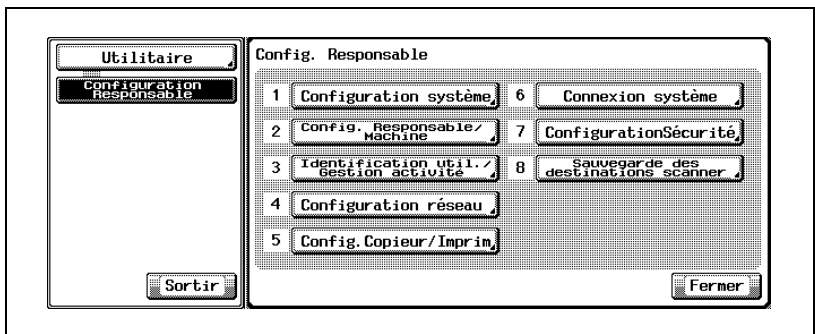 Utilitaire
Configuration
Responsable
Sortir
Config. Responsable
1 Configuration système
2 Config. Responsable/
Machine
3 Identification util./
Gestion activité
4 Configuration réseau
5 Config.Copieur/Imprim
6 Connexion système
7 ConfigurationSécurité
8 Sauvegarde des
destinations scanner
Fermer